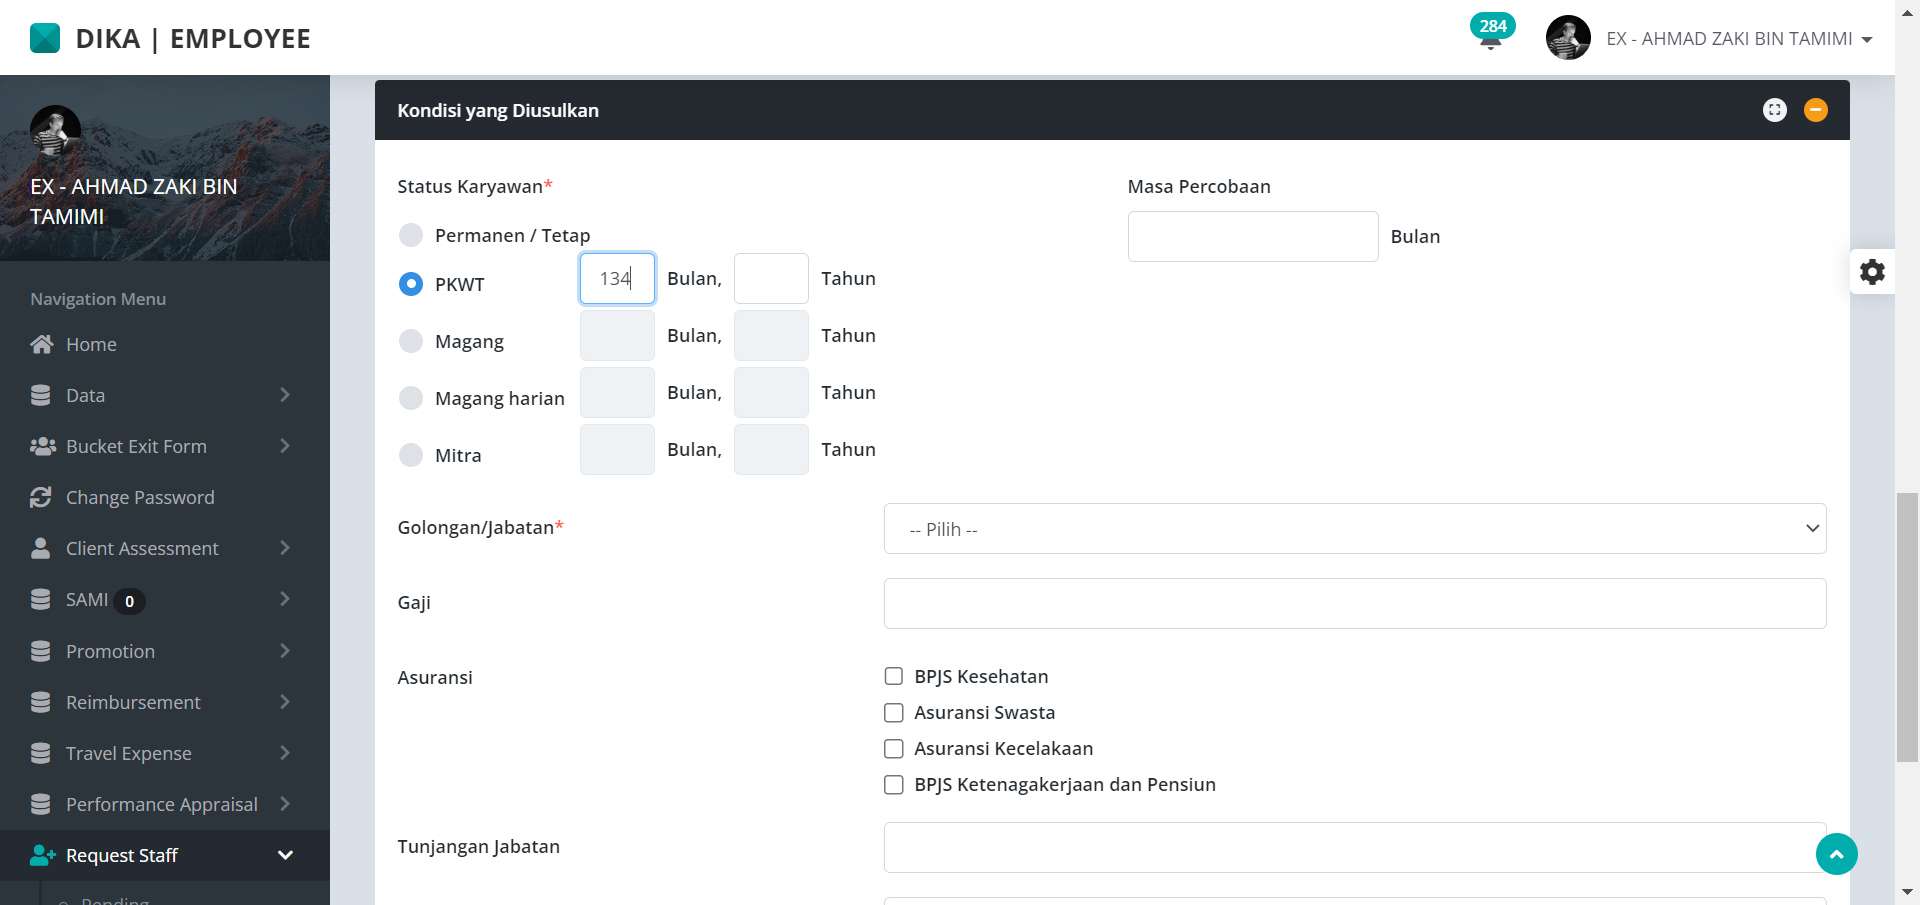 DIKA | EMPLOYEE
284
EX - AHMAD ZAKI BIN TAMIMI
EX - AHMAD ZAKI BIN
TAMIMI
Navigation Menu
Home
Data
Bucket Exit Form
Change Password
Client Assessment
SAMI 0
Promotion
Reimbursement
Travel Expense
Performance Appraisal
Request Staff
Pending
Kondisi yang Diusulkan
Status Karyawan*
Permanen / Tetap
PKWT 134 Bulan, Tahun
Magang Bulan, Tahun
Magang harian Bulan, Tahun
Mitra Bulan, Tahun
Masa Percobaan
Bulan
Golongan/Jabatan*
-- Pilih --
Gaji
Asuransi
BPJS Kesehatan
Asuransi Swasta
Asuransi Kecelakaan
BPJS Ketenagakerjaan dan Pensiun
Tunjangan Jabatan